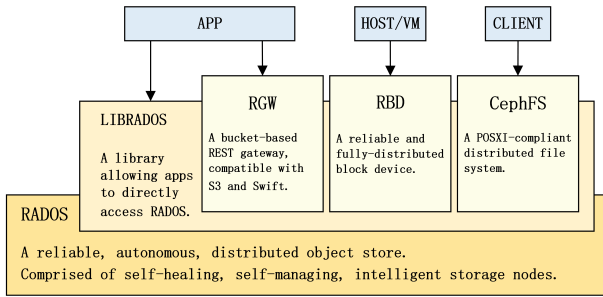 APP
HOST/VM
CLIENT
LIBRADOS
A library
allowing apps
to directly
access RADOS.
RGW
A bucket-based
REST gateway,
compatible with
S3 and Swift.
RBD
A reliable and
fully-distributed
block device.
CephFS
A POSXI-compliant
distributed file
system.
RADOS
A reliable, autonomous, distributed object store.
Comprised of self-healing, self-managing, intelligent storage nodes.